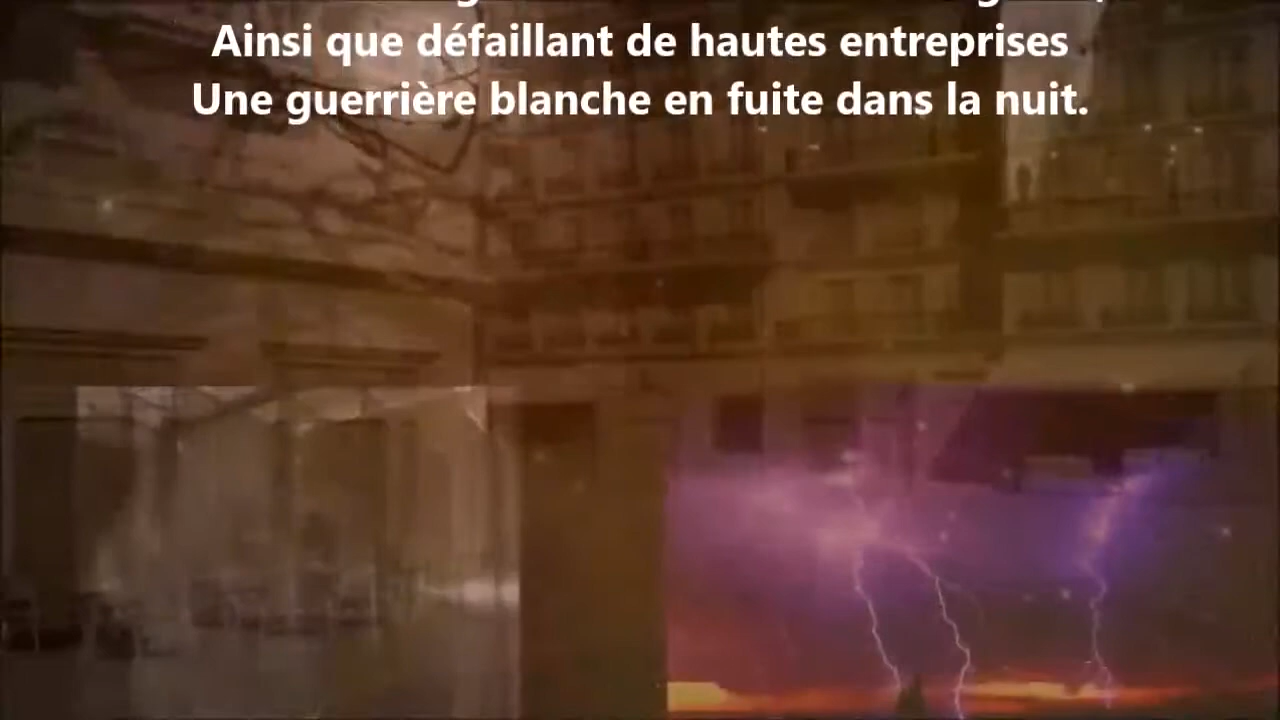 Ainsi que défaillant de hautes entreprises
Une guerrière blanche en fuite dans la nuit.